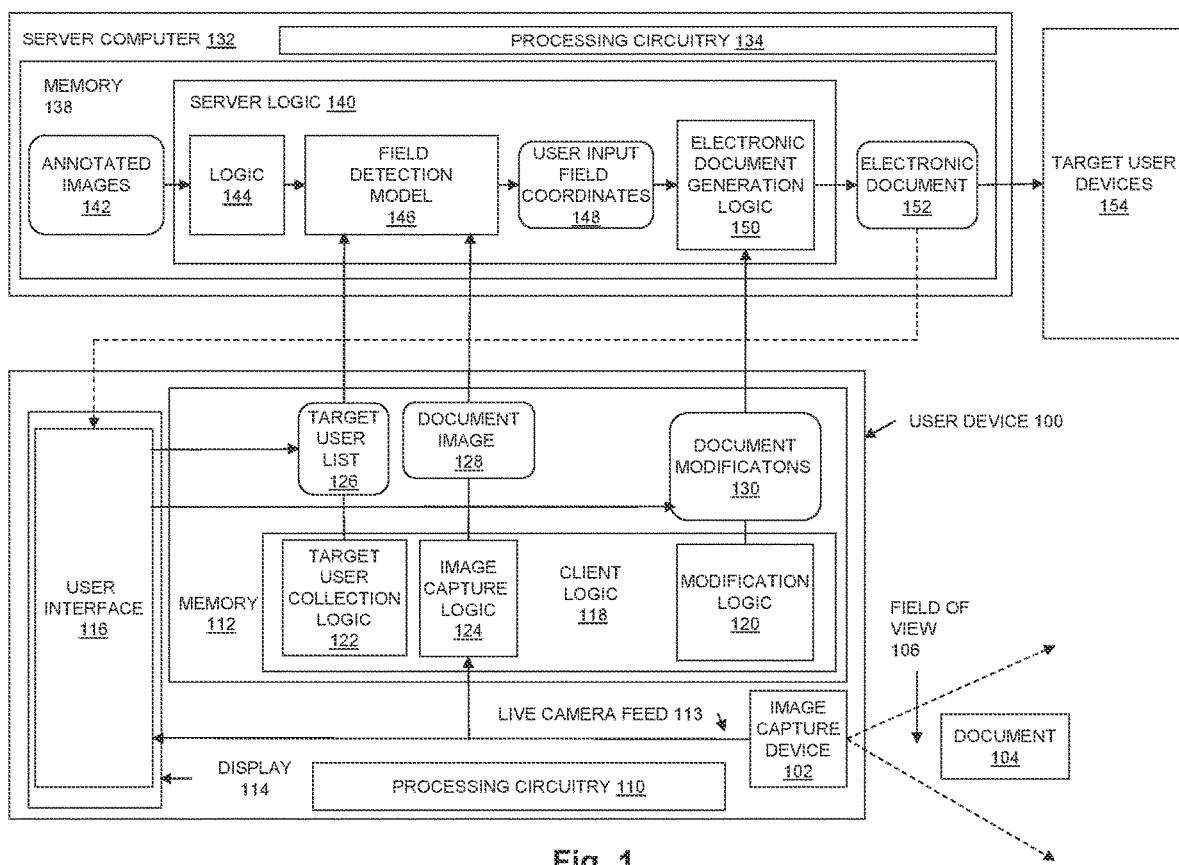 SERVER COMPUTER 132
PROCESSING CIRCUITRY 134
MEMORY
138
SERVER LOGIC 140
ANNOTATED
IMAGES
142
LOGIC
144
FIELD
DETECTION
MODEL
146
USER INPUT
FIELD
COORDINATES
148
ELECTRONIC
DOCUMENT
GENERATION
LOGIC
150
ELECTRONIC
DOCUMENT
152
TARGET USER
DEVICES
154
USER DEVICE 100
TARGET
USER
LIST
126
DOCUMENT
IMAGE
128
DOCUMENT
MODIFICATONS
130
USER
INTERFACE
116
MEMORY
112
TARGET
USER
COLLECTION
LOGIC
122
IMAGE
CAPTURE
LOGIC
124
CLIENT
LOGIC
118
MODIFICATION
LOGIC
120
FIELD OF
VIEW
106
LIVE CAMERA FEED 113
IMAGE
CAPTURE
DEVICE
102
DOCUMENT
104
DISPLAY
114
PROCESSING CIRCUITRY 110
Fig. 1